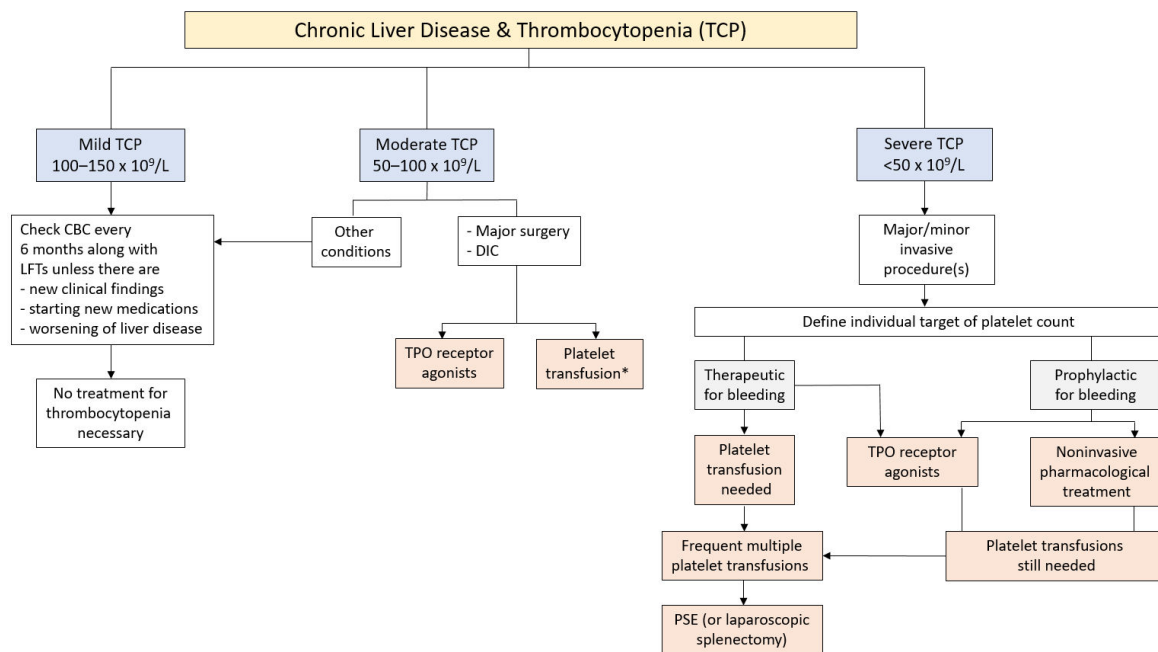 Chronic Liver Disease & Thrombocytopenia (TCP)
Mild TCP
100–150 x 10⁹/L
Moderate TCP
50–100 x 10⁹/L
Severe TCP
<50 x 10⁹/L
Check CBC every
6 months along with
LFTs unless there are
- new clinical findings
- starting new medications
- worsening of liver disease
Other
conditions
- Major surgery
- DIC
Major/minor
invasive
procedure(s)
Define individual target of platelet count
No treatment for
thrombocytopenia
necessary
TPO receptor
agonists
Platelet
transfusion*
Therapeutic
for bleeding
Prophylactic
for bleeding
Platelet
transfusion
needed
TPO receptor
agonists
Noninvasive
pharmacological
treatment
Frequent multiple
platelet transfusions
Platelet transfusions
still needed
PSE (or laparoscopic
splenectomy)